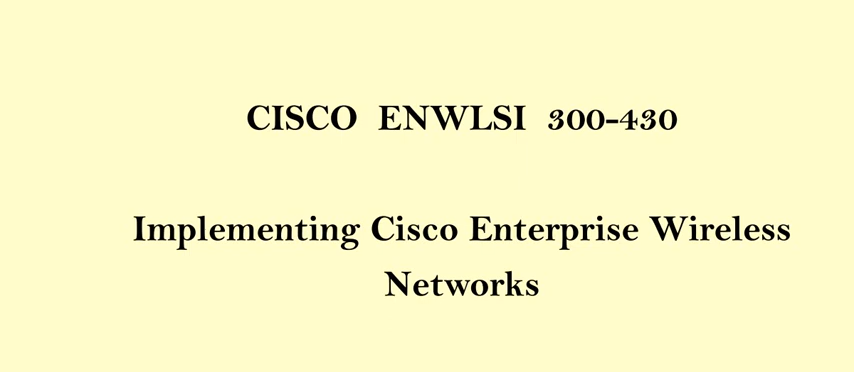 CISCO ENWLSI 300-430
Implementing Cisco Enterprise Wireless
Networks